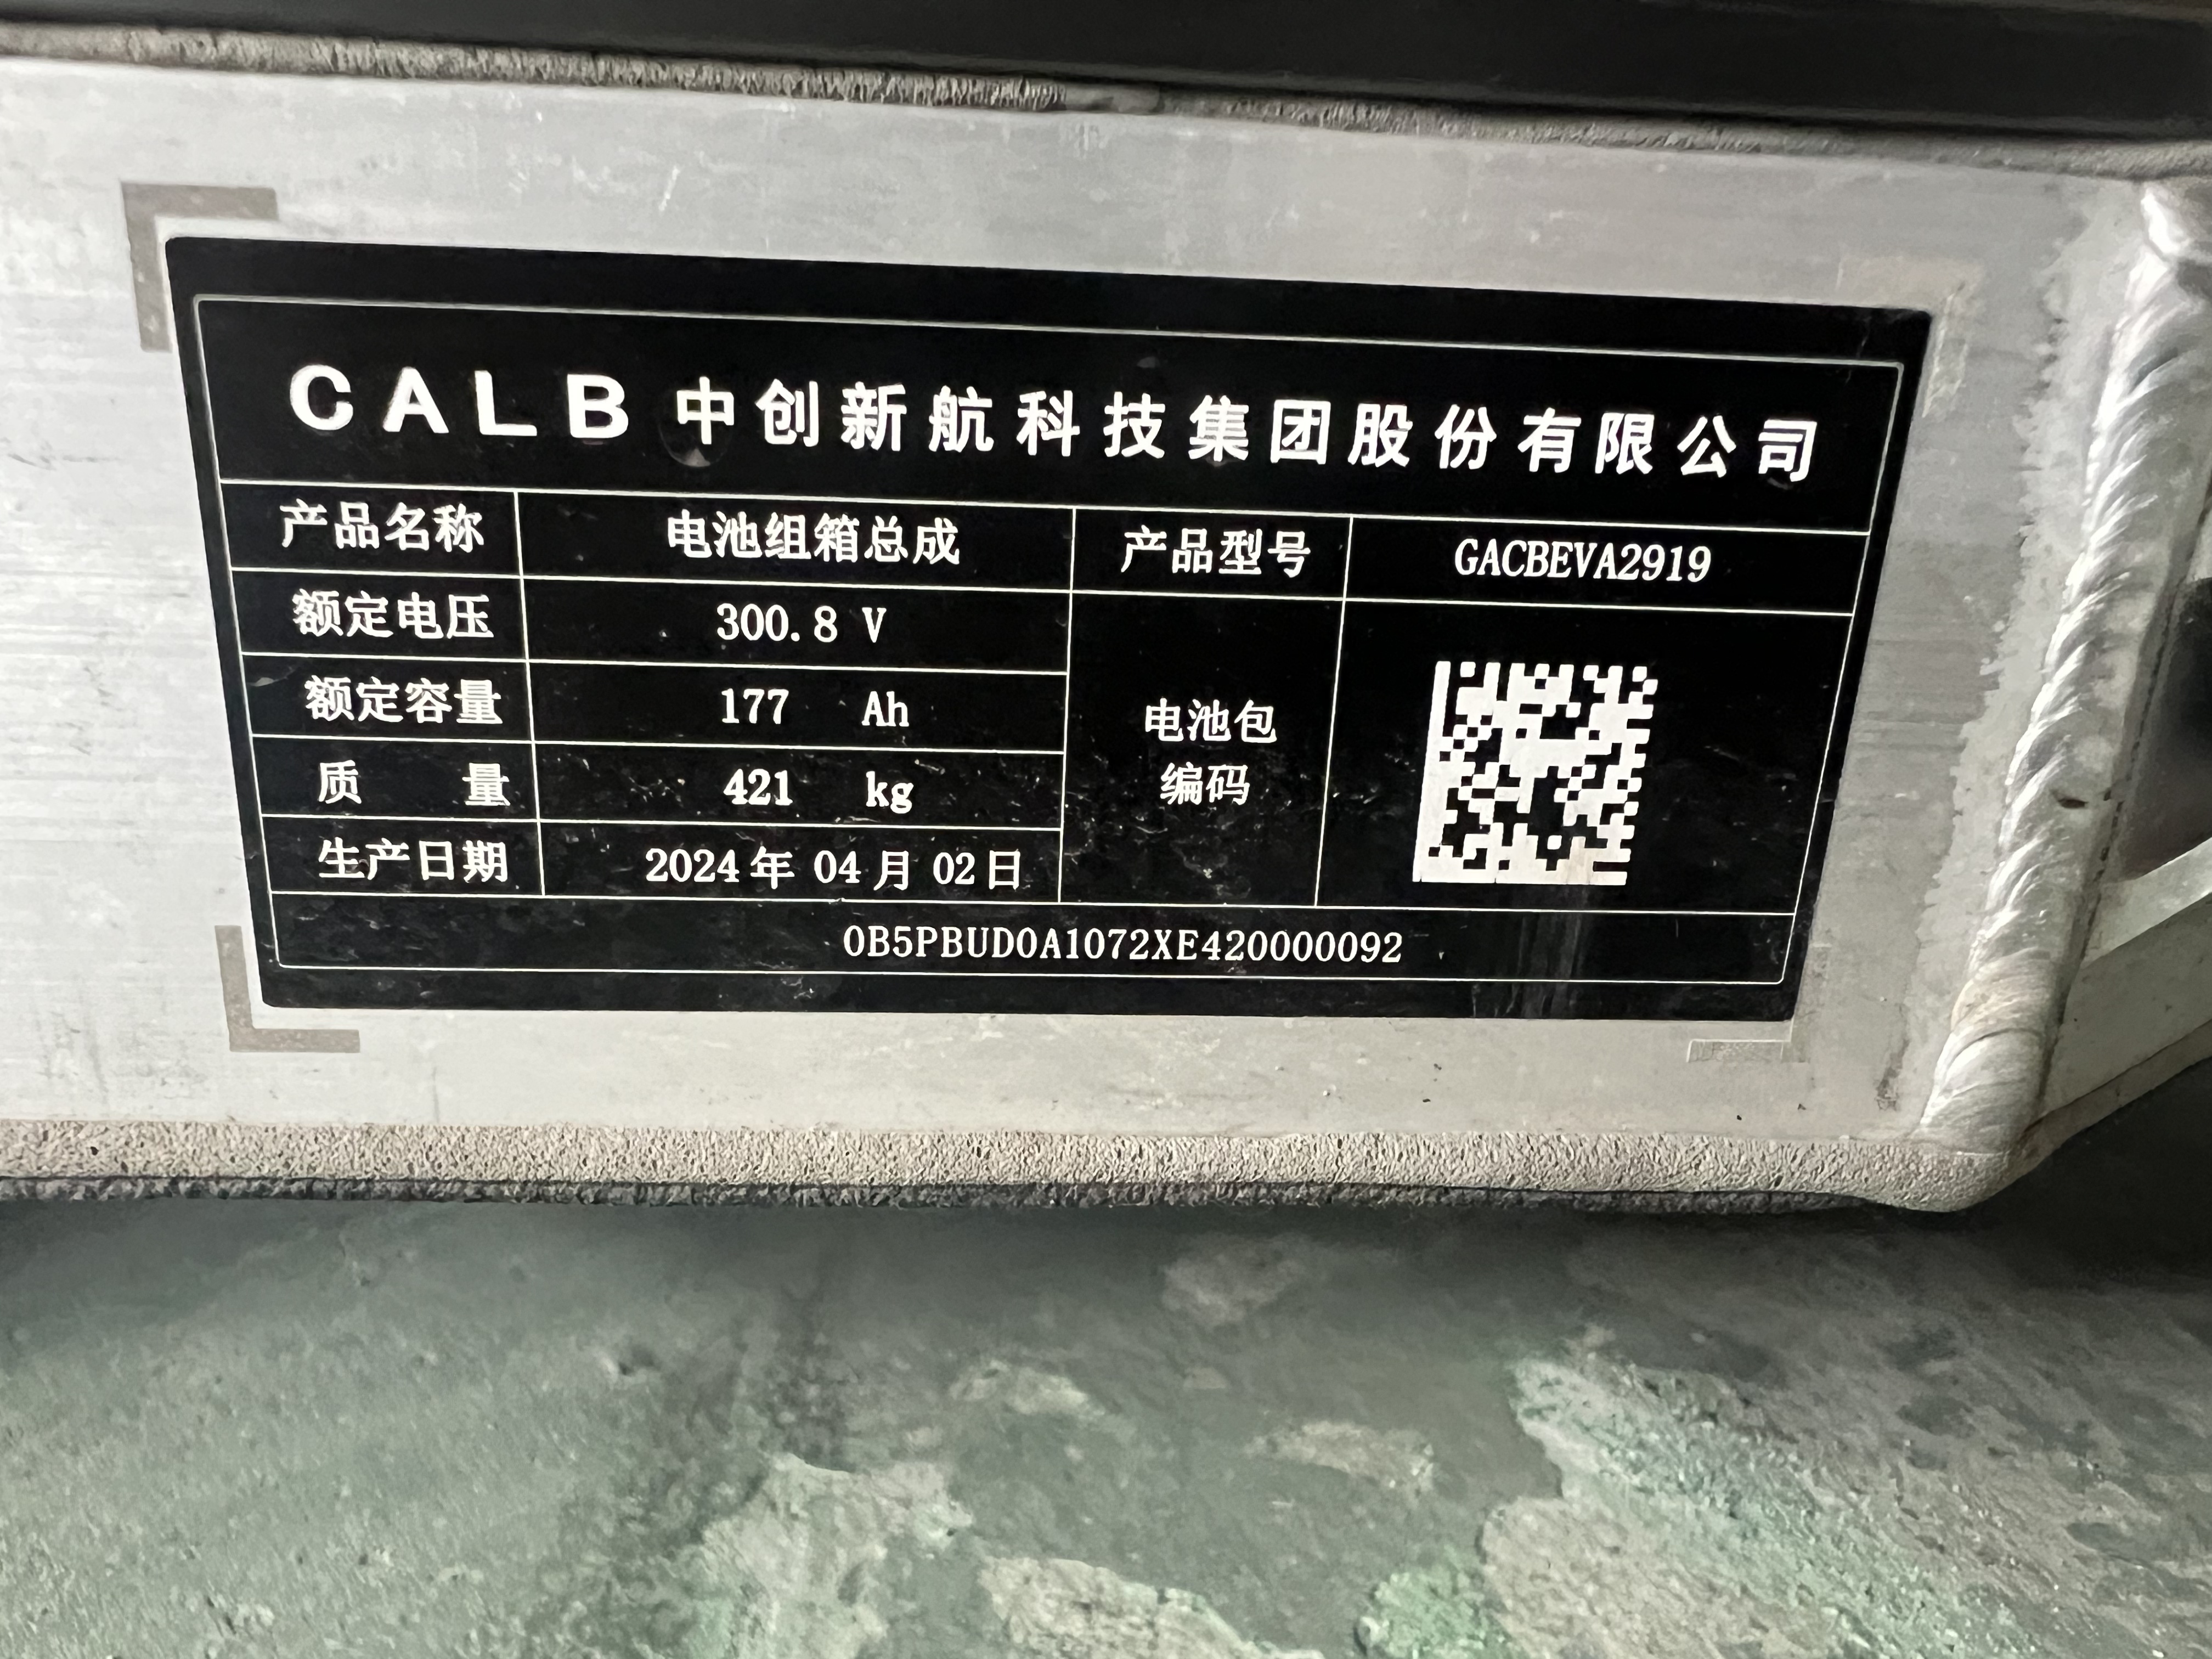 CALB 中创新航科技集团股份有限公司
产品名称 电池组箱总成 产品型号 GACBEVA2919
额定电压 300.8 V
额定容量 177 Ah
电池包
编码
质 量 421 kg
生产日期 2024年 04月 02日
0B5PBUD0A1072XE420000092